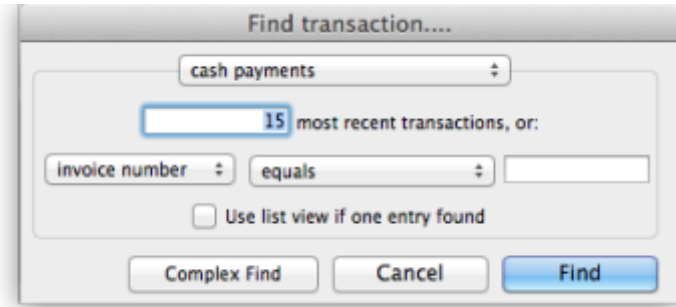 Find transaction....
cash payments
15 most recent transactions, or:
invoice number equals
Use list view if one entry found
Complex Find Cancel Find